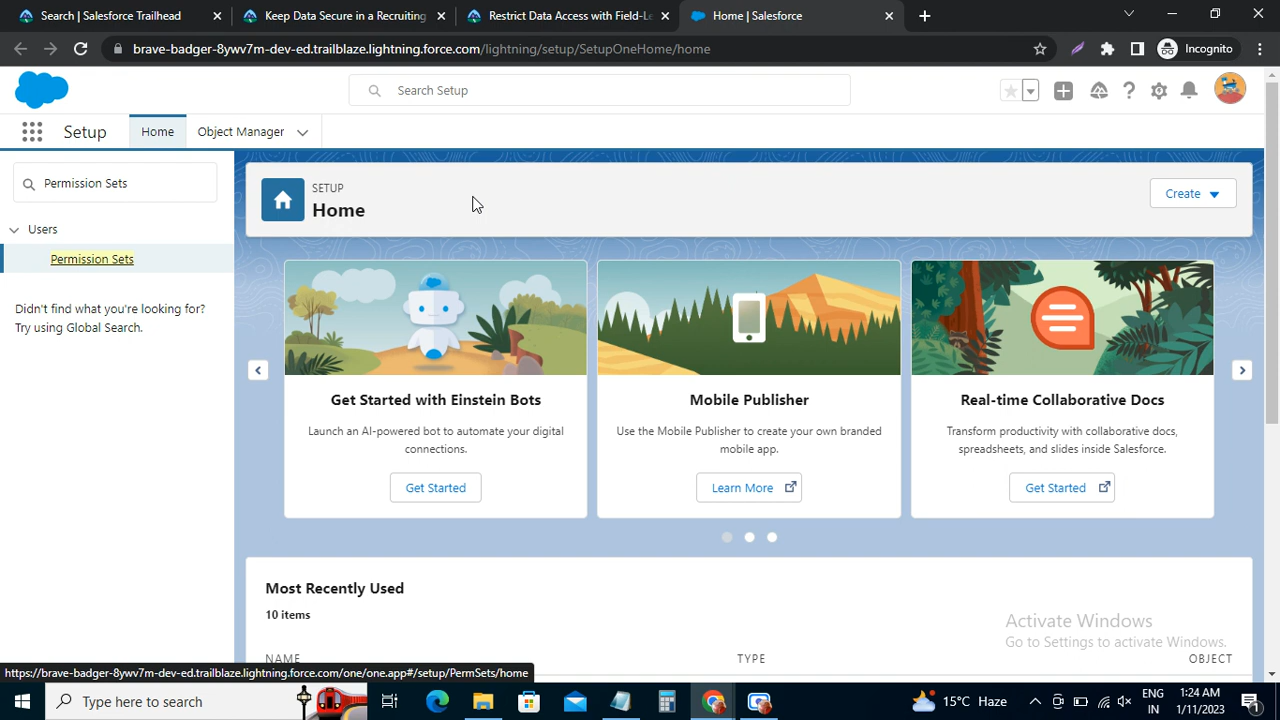 Search | Salesforce Trailhead
Keep Data Secure in a Recruiting
Restrict Data Access with Field-Le
Home | Salesforce
brave-badger-8ywv7m-dev-ed.trailblaze.lightning.force.com/lightning/setup/SetupOneHome/home
Incognito
Search Setup
Setup
Home
Object Manager
Permission Sets
Users
Permission Sets
Didn't find what you're looking for?
Try using Global Search.
SETUP
Home
Create
Get Started with Einstein Bots
Launch an AI-powered bot to automate your digital
connections.
Get Started
Mobile Publisher
Use the Mobile Publisher to create your own branded
mobile app.
Learn More
Real-time Collaborative Docs
Transform productivity with collaborative docs,
spreadsheets, and slides inside Salesforce.
Get Started
Most Recently Used
10 items
NAME
TYPE
OBJECT
Activate Windows
Go to Settings to activate Windows.
https://brave-badger-8ywv7m-dev-ed.trailblaze.lightning.force.com/one/one.app#/setup/PermSets/home
Type here to search
15°C Haze
ENG
IN
1:24 AM
1/11/2023
1